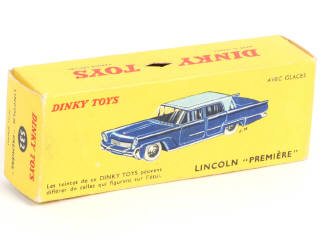 DINKY TOYS
DINKY TOYS
AVEC GLACES
DINKY TOYS
532
LINCOLN "PREMIÈRE"
Les teintes de ce DINKY TOYS peuvent
différer de celles qui figurent sur l'étui.